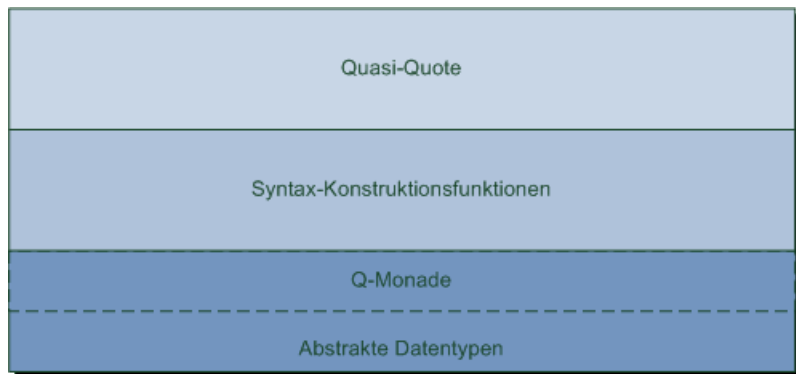 Quasi-Quote
Syntax-Konstruktionsfunktionen
Q-Monade
Abstrakte Datentypen